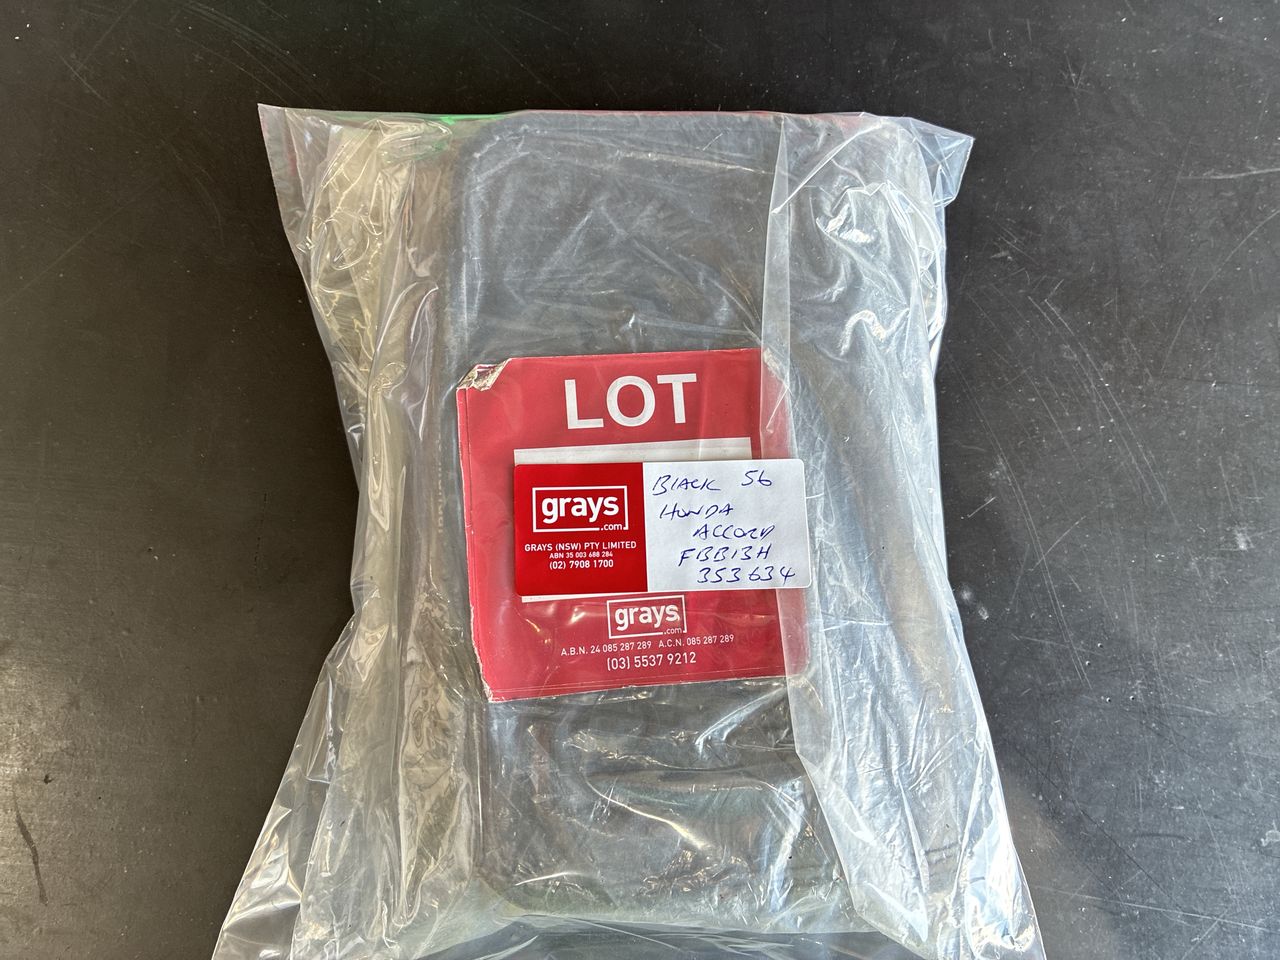 LOT
grays
.com
GRAYS (NSW) PTY LIMITED
ABN 35 003 688 284
(02) 7908 1700
BLACK 56
HONDA
ACCORD
FBB13H
353634
grays
.com
A.B.N. 24 085 287 289 A.C.N. 085 287 289
(03) 5537 9212